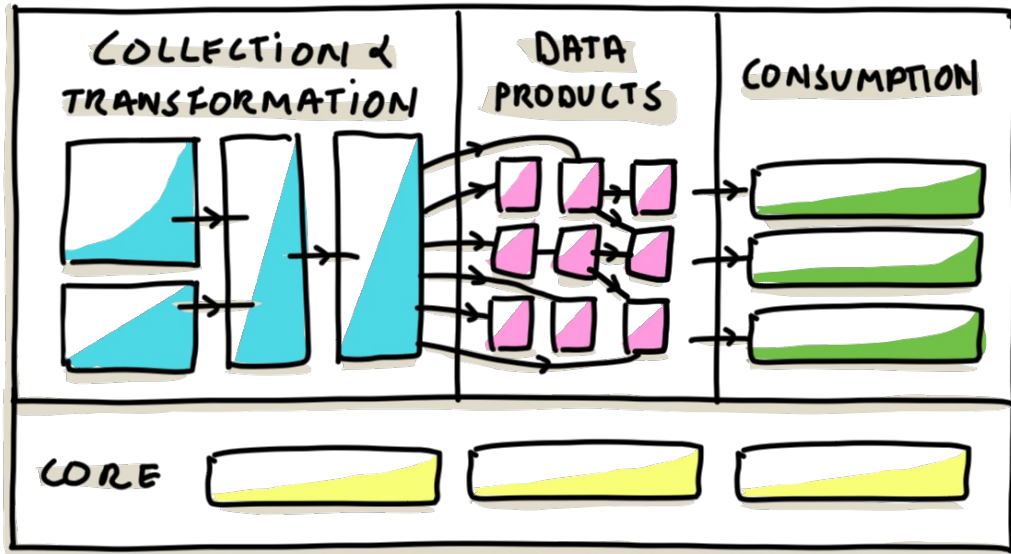 COLLECTION &
TRANSFORMATION
DATA
PRODUCTS
CONSUMPTION
CORE